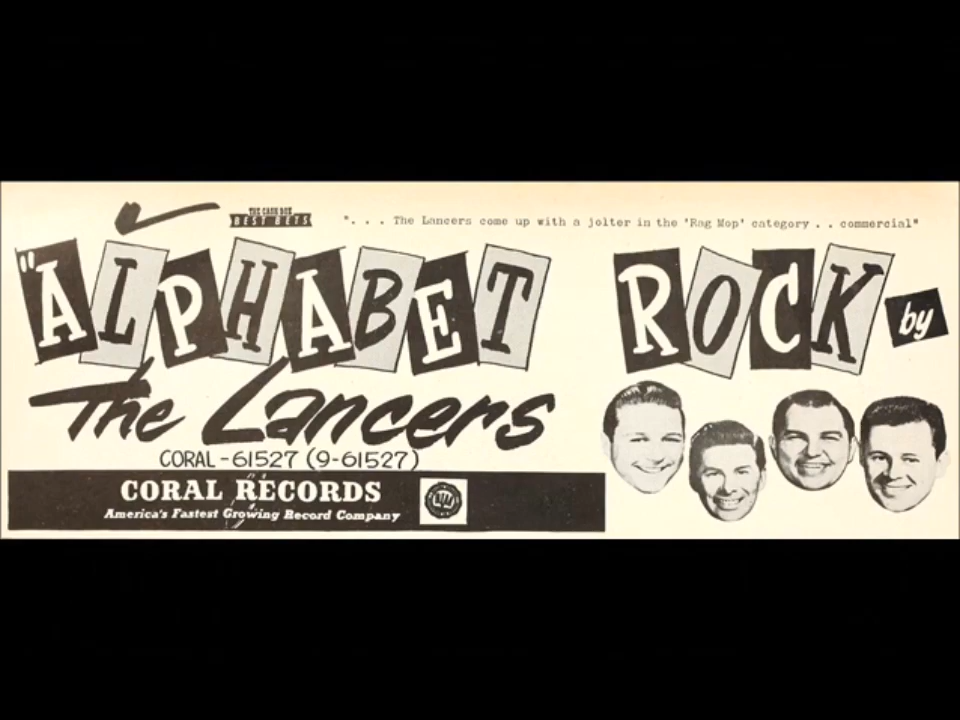 THE CASH BOX
BEST BETS
". . . The Lancers come up with a jolter in the 'Rag Mop' category . . commercial"
"ALPHABET ROCK by
The Lancers
CORAL-61527 (9-61527)
CORAL RECORDS
America's Fastest Growing Record Company